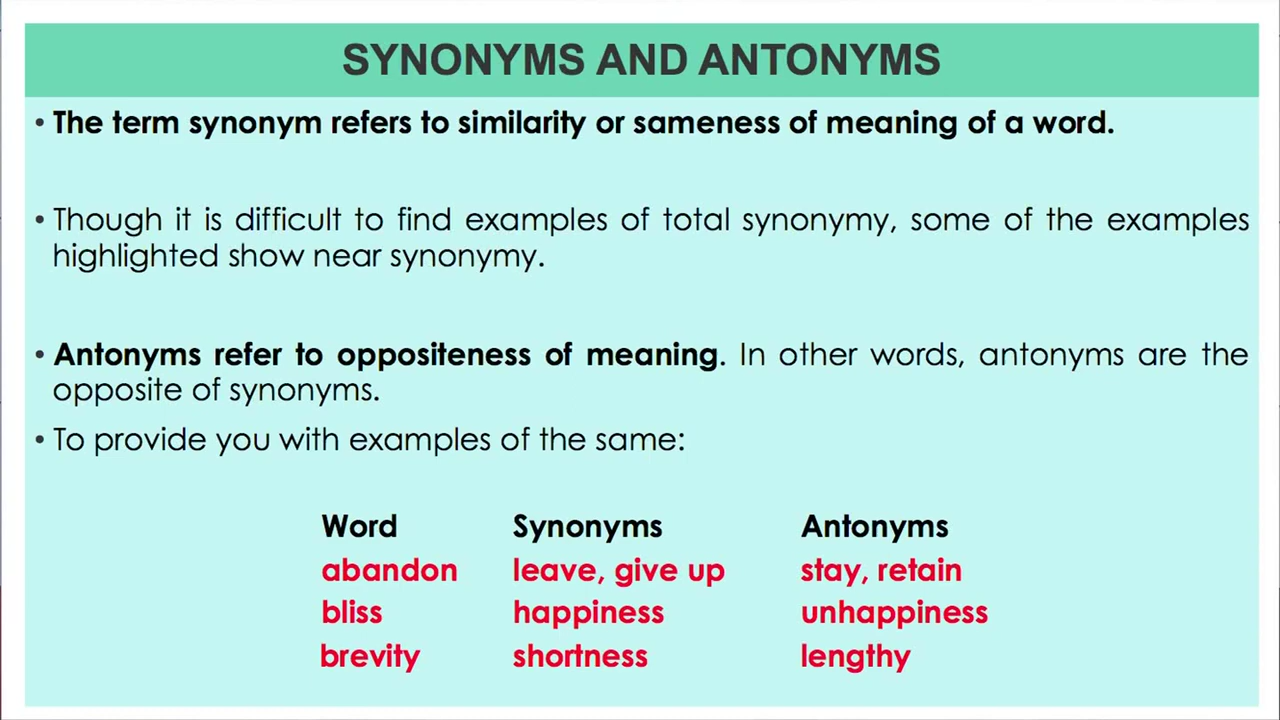 SYNONYMS AND ANTONYMS
• The term synonym refers to similarity or sameness of meaning of a word.
• Though it is difficult to find examples of total synonymy, some of the examples
highlighted show near synonymy.
• Antonyms refer to oppositeness of meaning. In other words, antonyms are the
opposite of synonyms.
• To provide you with examples of the same:
Word Synonyms Antonyms
abandon leave, give up stay, retain
bliss happiness unhappiness
brevity shortness lengthy